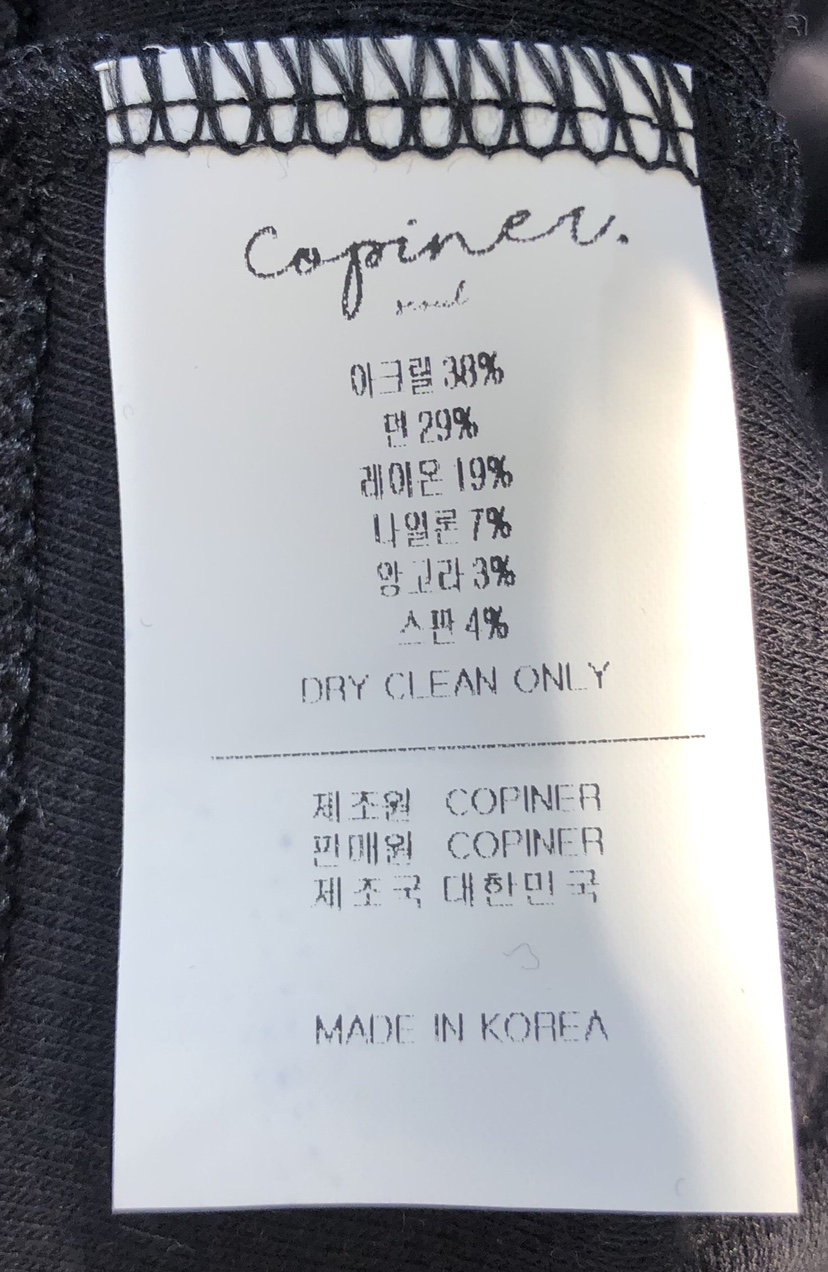 Copiner.
seoul
아크릴 38%
면 29%
레이온 19%
나일론 7%
앙고라 3%
스판 4%
DRY CLEAN ONLY
제조원 COPINER
판매원 COPINER
제조국 대한민국
MADE IN KOREA